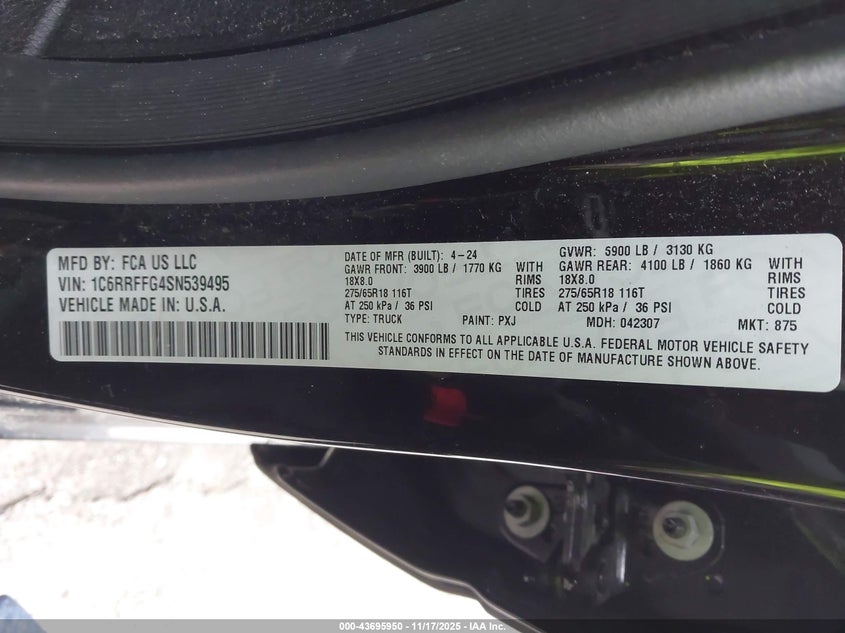 MFD BY: FCA US LLC
VIN: 1C6RRFFG4SN539495
VEHICLE MADE IN: U.S.A.
DATE OF MFR (BUILT): 4-24 GVWR: 5900 LB / 3130 KG
GAWR FRONT: 3900 LB / 1770 KG WITH GAWR REAR: 4100 LB / 1860 KG WITH
18X8.0 RIMS 18X8.0 RIMS
275/65R18 116T TIRES 275/65R18 116T TIRES
AT 250 kPa / 36 PSI COLD AT 250 kPa / 36 PSI COLD
TYPE: TRUCK PAINT: PXJ MDH: 042307 MKT: 875
THIS VEHICLE CONFORMS TO ALL APPLICABLE U.S.A. FEDERAL MOTOR VEHICLE SAFETY
STANDARDS IN EFFECT ON THE DATE OF MANUFACTURE SHOWN ABOVE.
000-43695950 - 11/17/2025 - IAA Inc.